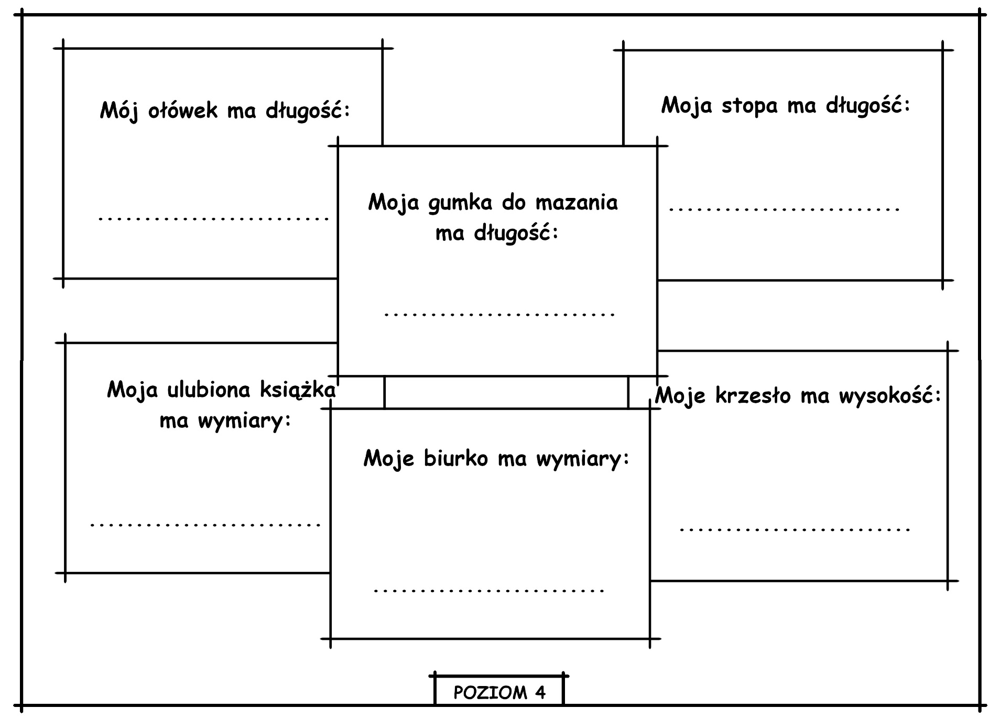 Mój ołówek ma długość:
..........................
Moja stopa ma długość:
..........................
Moja gumka do mazania
ma długość:
..........................
Moja ulubiona książka
ma wymiary:
..........................
Moje krzesło ma wysokość:
..........................
Moje biurko ma wymiary:
..........................
POZIOM 4